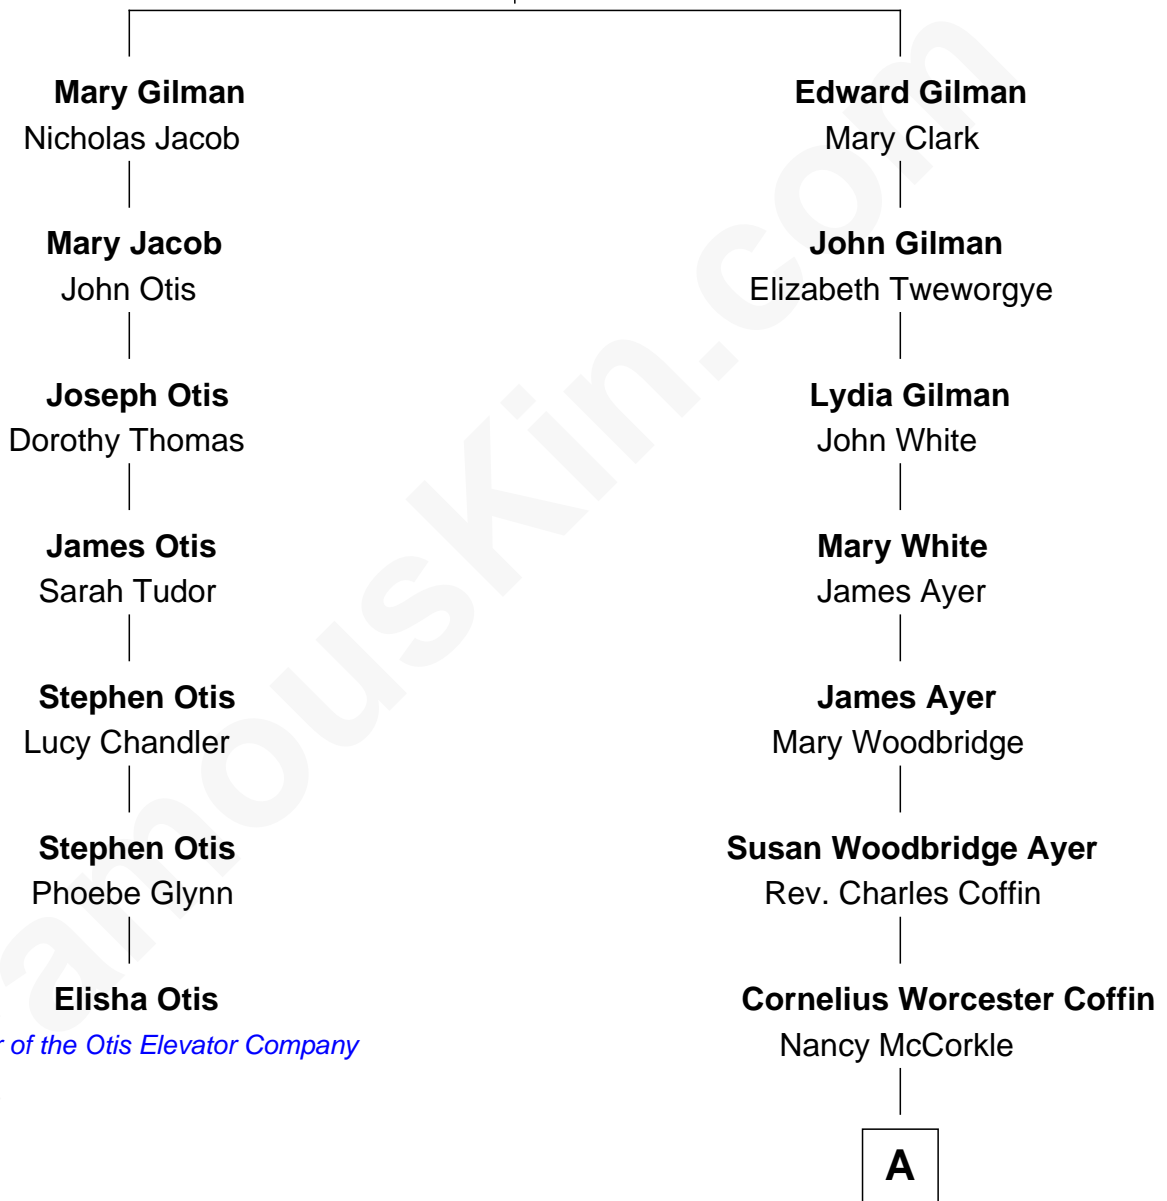 Mary Gilman
Nicholas Jacob
Mary Jacob
John Otis
Joseph Otis
Dorothy Thomas
James Otis
Sarah Tudor
Stephen Otis
Lucy Chandler
Stephen Otis
Phoebe Glynn
Elisha Otis
of the Otis Elevator Company
Edward Gilman
Mary Clark
John Gilman
Elizabeth Tweworgye
Lydia Gilman
John White
Mary White
James Ayer
James Ayer
Mary Woodbridge
Susan Woodbridge Ayer
Rev. Charles Coffin
Cornelius Worcester Coffin
Nancy McCorkle
A
amouskin.com